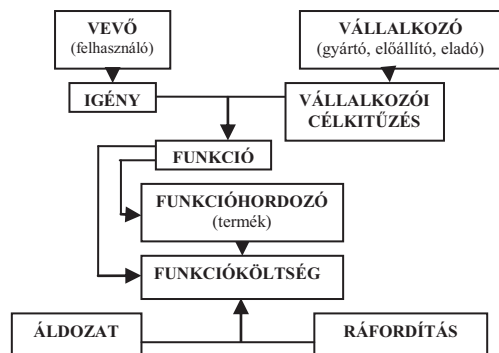 VEVŐ
(felhasználó)
VÁLLALKOZÓ
(gyártó, előállító, eladó)
IGÉNY
VÁLLALKOZÓI
CÉLKITŰZÉS
FUNKCIÓ
FUNKCIÓHORDOZÓ
(termék)
FUNKCIÓKÖLTSÉG
ÁLDOZAT
RÁFORDÍTÁS